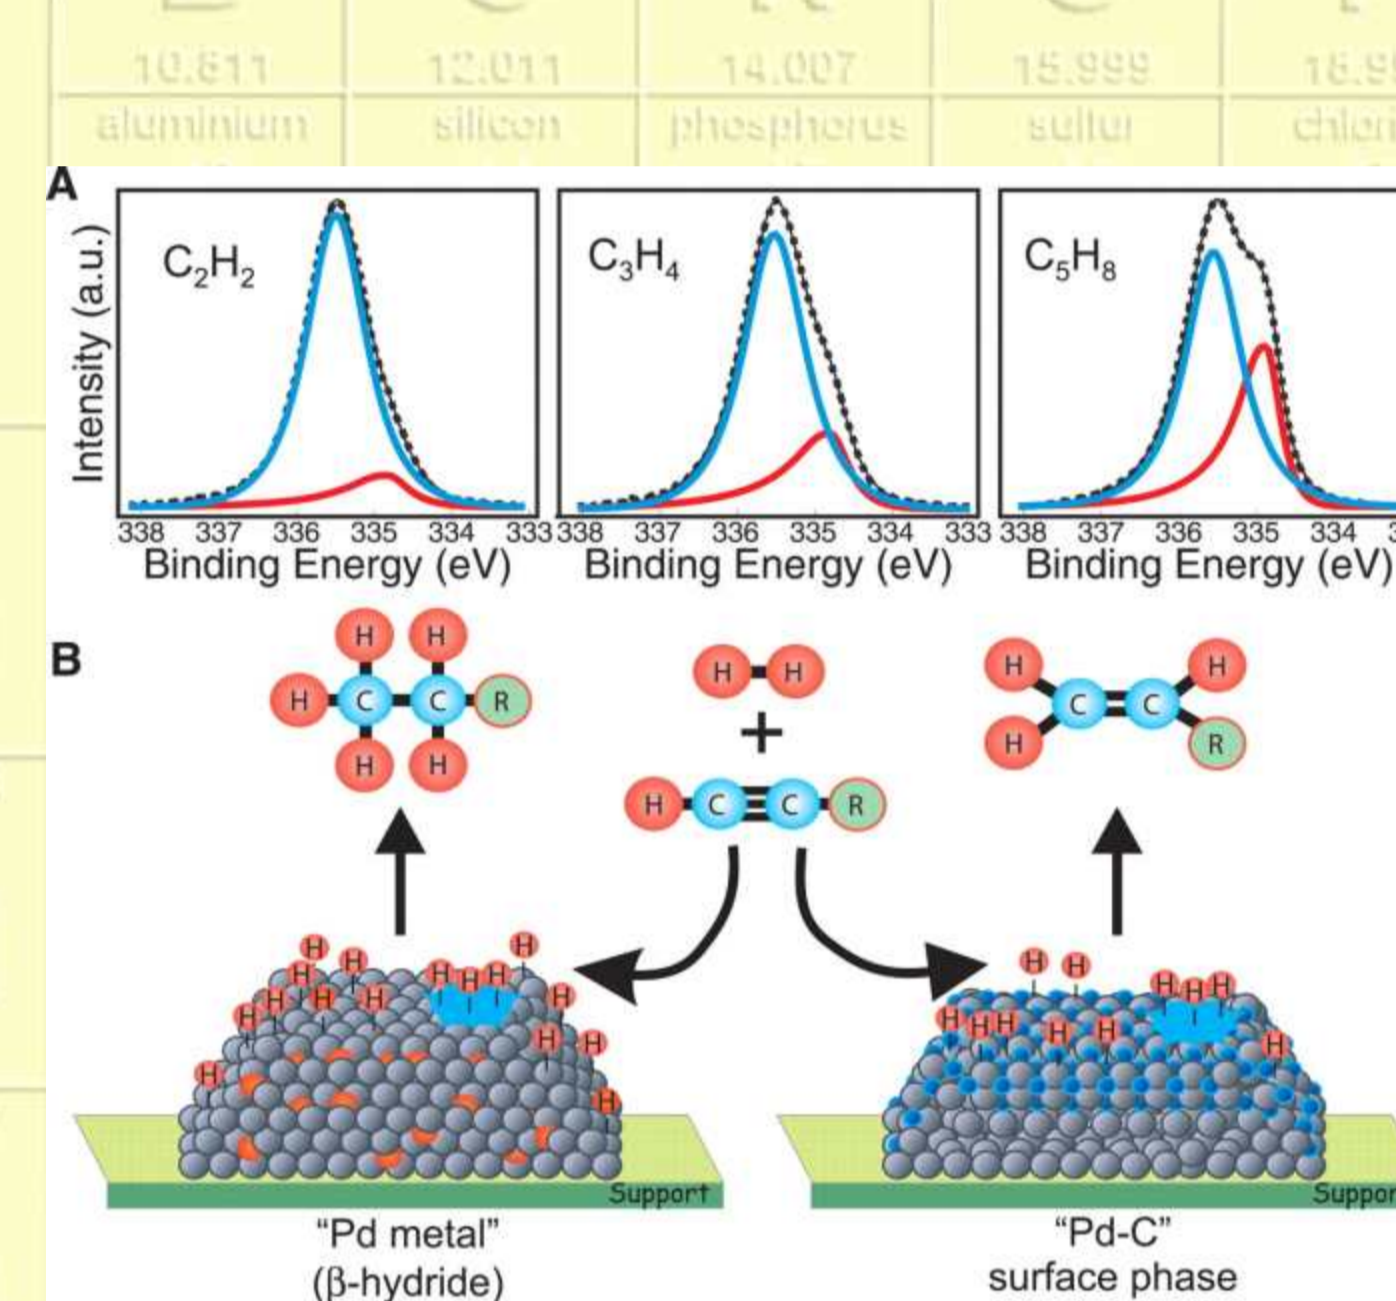 10.811 12.011 14.007 15.999
aluminium silicon phosphorus sulfur
A
C₂H₂ C₃H₄ C₅H₈
Intensity (a.u.)
338 337 336 335 334 333 338 337 336 335 334 333 338 337 336 335 334
Binding Energy (eV) Binding Energy (eV) Binding Energy (eV)
B
H H
H C C R
H H
H H
+
H C C R
H H
C C
H R
H H H H H H H H H H H H H H H H H
H H H H H H H H H H H
Support
“Pd metal”
(β-hydride)
“Pd-C”
surface phase